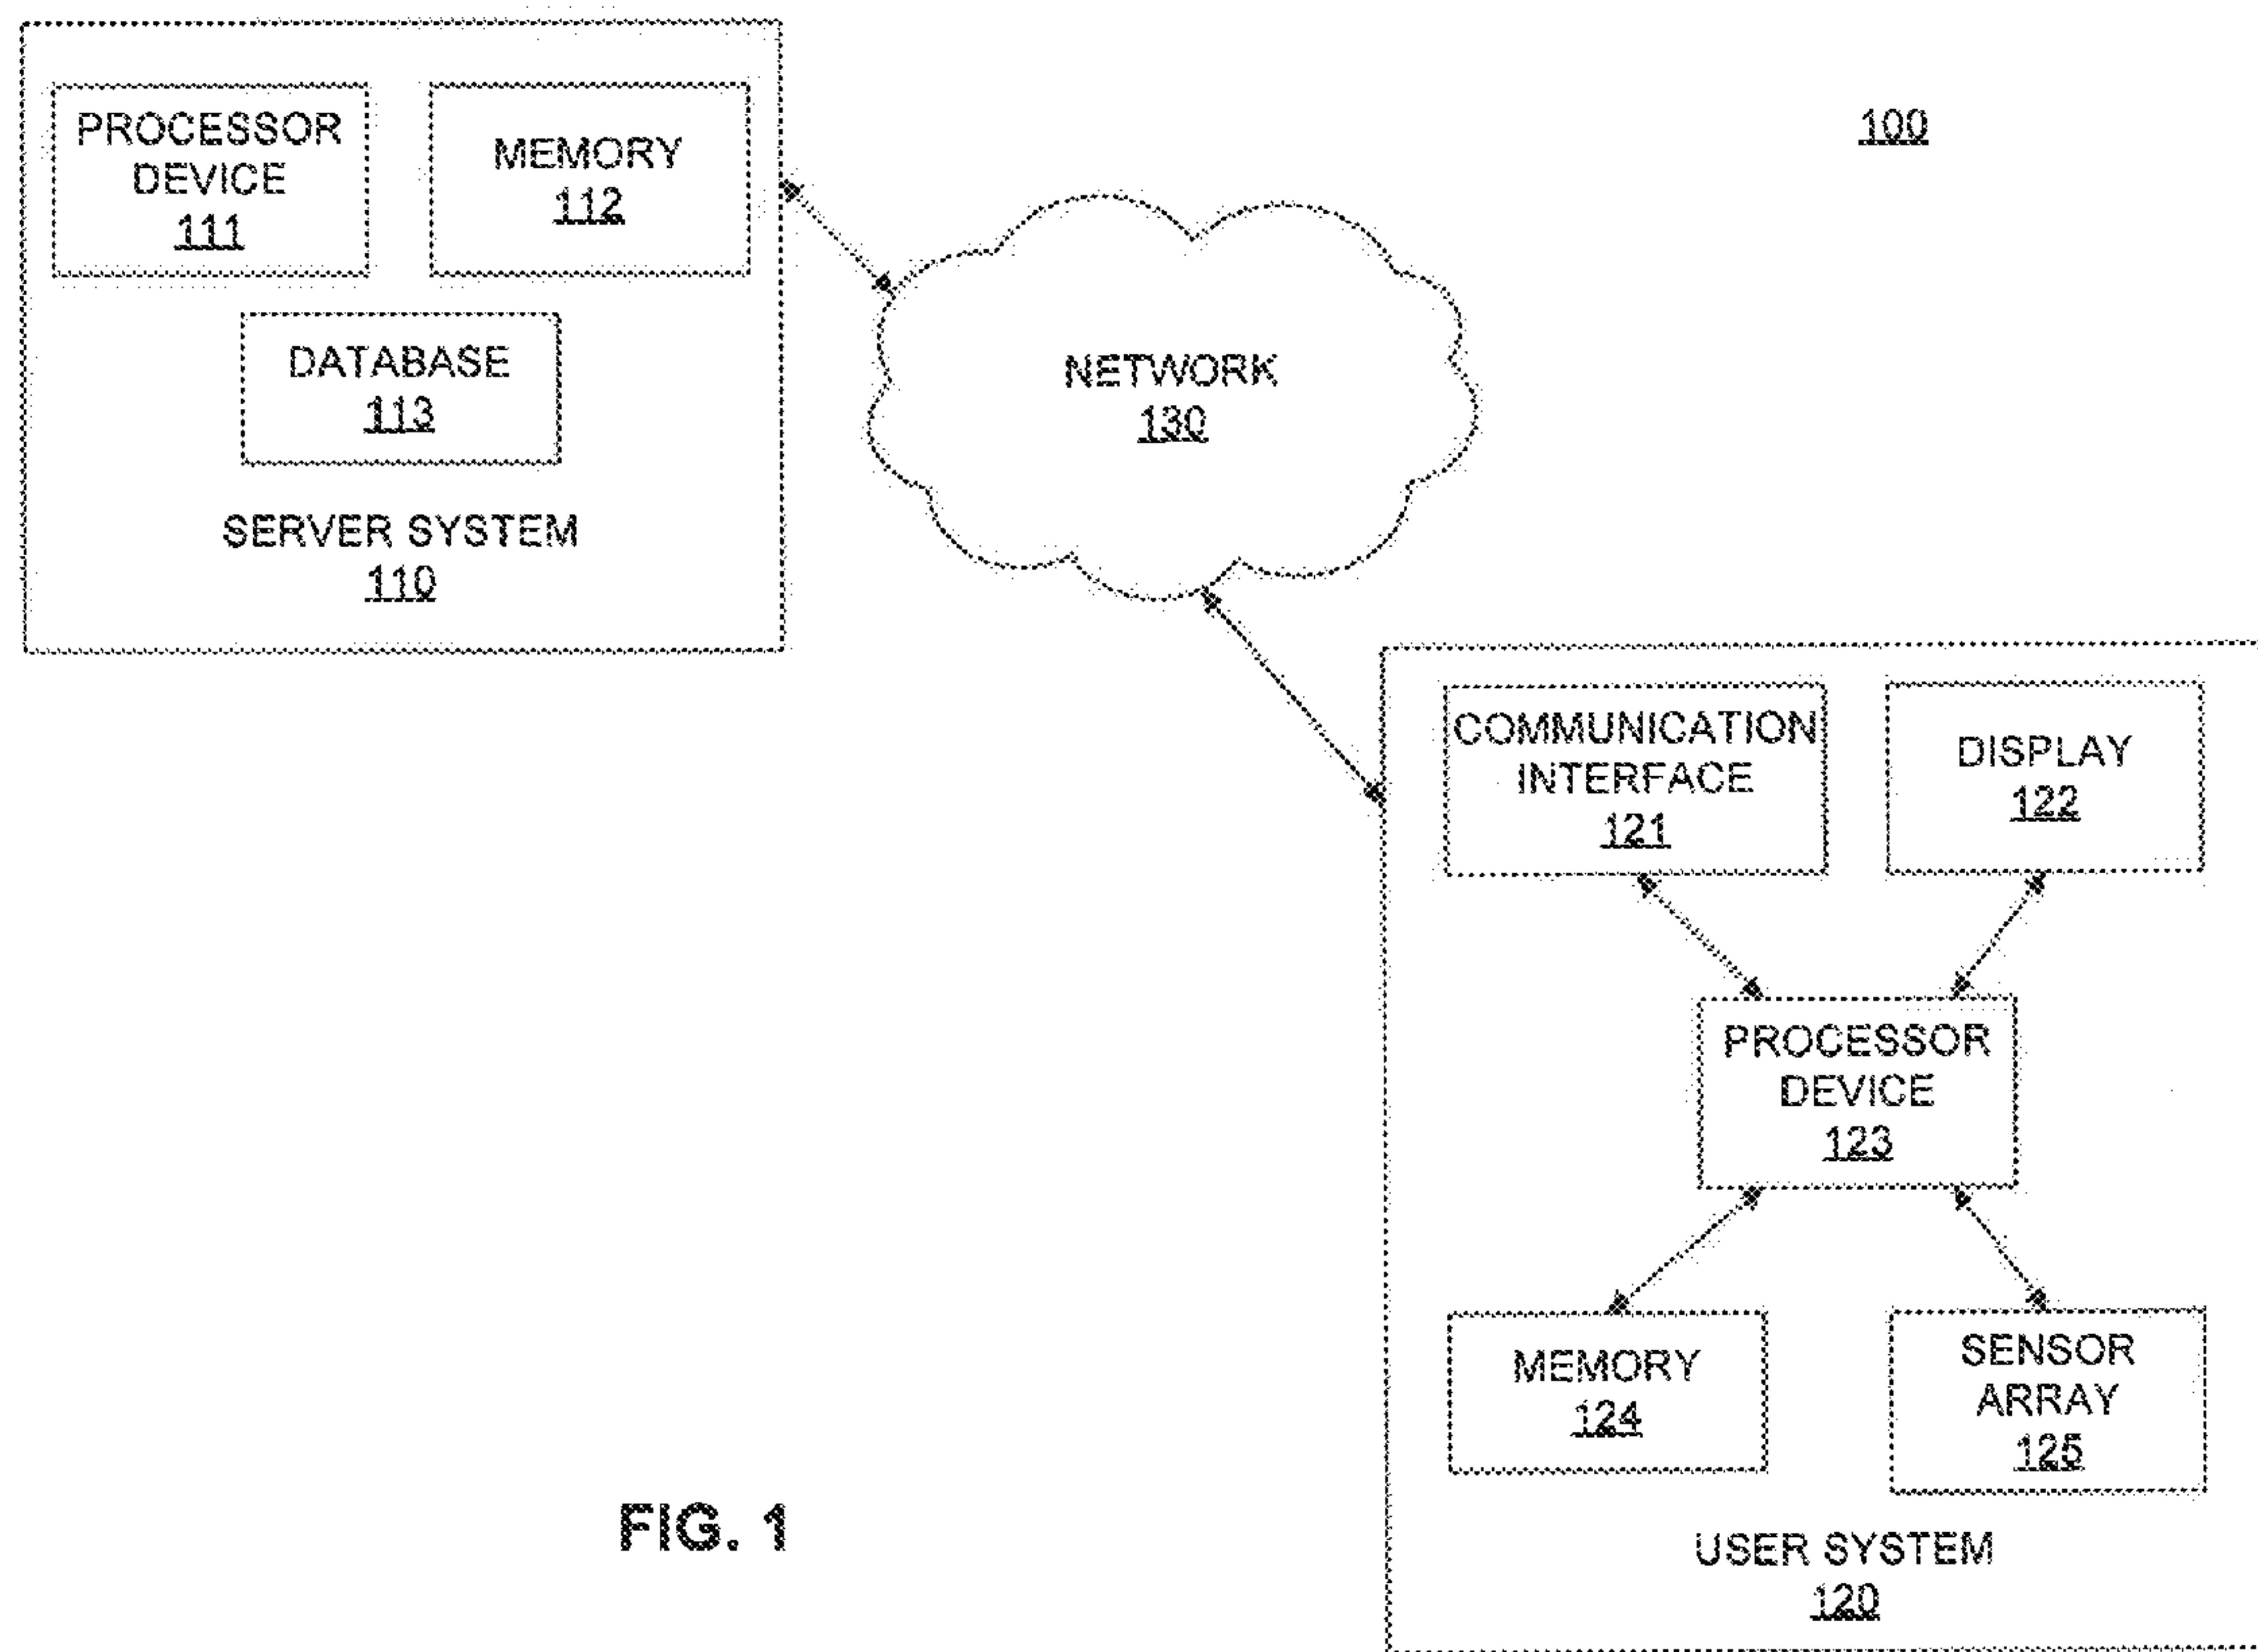 PROCESSOR
DEVICE
111
MEMORY
112
DATABASE
113
SERVER SYSTEM
110
100
NETWORK
130
COMMUNICATION
INTERFACE
121
DISPLAY
122
PROCESSOR
DEVICE
123
MEMORY
124
SENSOR
ARRAY
125
USER SYSTEM
120
FIG. 1